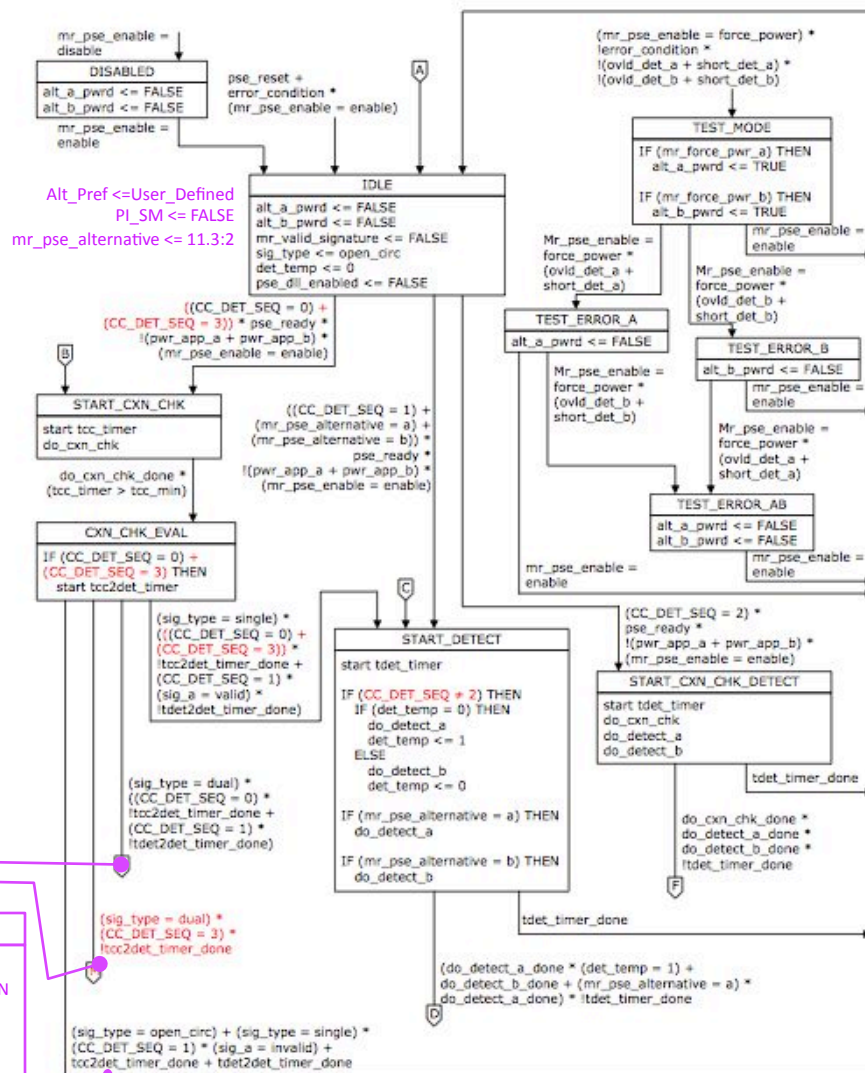 mr_pse_enable =
disable
DISABLED
alt_a_pwrd <= FALSE
alt_b_pwrd <= FALSE
mr_pse_enable =
enable
pse_reset +
error_condition *
(mr_pse_enable = enable)
A
(mr_pse_enable = force_power) *
!error_condition *
!(ovld_det_a + short_det_a) *
!(ovld_det_b + short_det_b)
TEST_MODE
IF (mr_force_pwr_a) THEN
alt_a_pwrd <= TRUE
IF (mr_force_pwr_b) THEN
alt_b_pwrd <= TRUE
mr_pse_enable =
enable
Alt_Pref <=User_Defined
PI_SM <= FALSE
mr_pse_alternative <= 11.3:2
IDLE
alt_a_pwrd <= FALSE
alt_b_pwrd <= FALSE
mr_valid_signature <= FALSE
sig_type <= open_circ
det_temp <= 0
pse_dll_enabled <= FALSE
Mr_pse_enable =
force_power *
(ovld_det_a +
short_det_a)
Mr_pse_enable =
force_power *
(ovld_det_b +
short_det_b)
TEST_ERROR_A
alt_a_pwrd <= FALSE
TEST_ERROR_B
alt_b_pwrd <= FALSE
mr_pse_enable =
enable
Mr_pse_enable =
force_power *
(ovld_det_b +
short_det_b)
Mr_pse_enable =
force_power *
(ovld_det_a +
short_det_a)
TEST_ERROR_AB
alt_a_pwrd <= FALSE
alt_b_pwrd <= FALSE
mr_pse_enable =
enable
mr_pse_enable =
enable
((CC_DET_SEQ = 0) +
(CC_DET_SEQ = 3)) * pse_ready *
!(pwr_app_a + pwr_app_b) *
(mr_pse_enable = enable)
B
START_CXN_CHK
start tcc_timer
do_cxn_chk
do_cxn_chk_done *
(tcc_timer > tcc_min)
((CC_DET_SEQ = 1) +
(mr_pse_alternative = a) +
(mr_pse_alternative = b)) *
pse_ready *
!(pwr_app_a + pwr_app_b) *
(mr_pse_enable = enable)
CXN_CHK_EVAL
IF (CC_DET_SEQ = 0) +
(CC_DET_SEQ = 3) THEN
start tcc2det_timer
C
(sig_type = single) *
(((CC_DET_SEQ = 0) +
(CC_DET_SEQ = 3)) *
!tcc2det_timer_done +
(CC_DET_SEQ = 1) *
(sig_a = valid) *
!tdet2det_timer_done)
START_DETECT
start tdet_timer
IF (CC_DET_SEQ ≠ 2) THEN
IF (det_temp = 0) THEN
do_detect_a
det_temp <= 1
ELSE
do_detect_b
det_temp <= 0
IF (mr_pse_alternative = a) THEN
do_detect_a
IF (mr_pse_alternative = b) THEN
do_detect_b
(CC_DET_SEQ = 2) *
pse_ready *
!(pwr_app_a + pwr_app_b) *
(mr_pse_enable = enable)
START_CXN_CHK_DETECT
start tdet_timer
do_cxn_chk
do_detect_a
do_detect_b
tdet_timer_done
do_cxn_chk_done *
do_detect_a_done *
do_detect_b_done *
!tdet_timer_done
F
(sig_type = dual) *
((CC_DET_SEQ = 0) *
!tcc2det_timer_done +
(CC_DET_SEQ = 1) *
!tdet2det_timer_done)
tdet_timer_done
(sig_type = dual) *
(CC_DET_SEQ = 3) *
!tcc2det_timer_done
N
(do_detect_a_done * (det_temp = 1) +
do_detect_b_done + (mr_pse_alternative = a) *
do_detect_a_done) * !tdet_timer_done
D
(sig_type = open_circ) + (sig_type = single) *
(CC_DET_SEQ = 1) * (sig_a = invalid) +
tcc2det_timer_done + tdet2det_timer_done